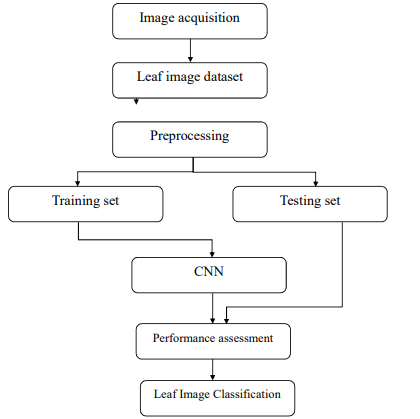 Image acquisition
Leaf image dataset
Preprocessing
Training set
Testing set
CNN
Performance assessment
Leaf Image Classification